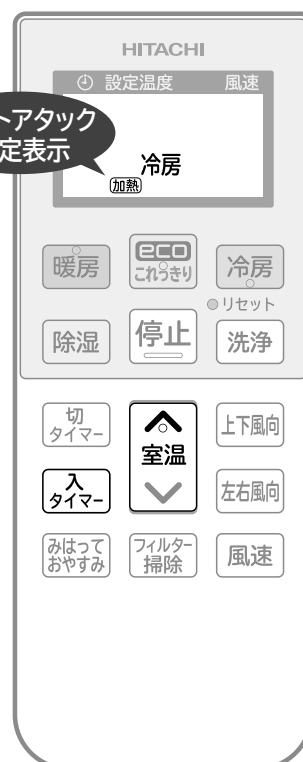 HITACHI
設定温度 風速
トアタック
定表示
冷房
加熱
暖房
eco
これっきり
冷房
リセット
除湿
停止
洗浄
切
タイマー
室温
上下風向
入
タイマー
左右風向
みはって
おやすみ
フィルター
掃除
風速